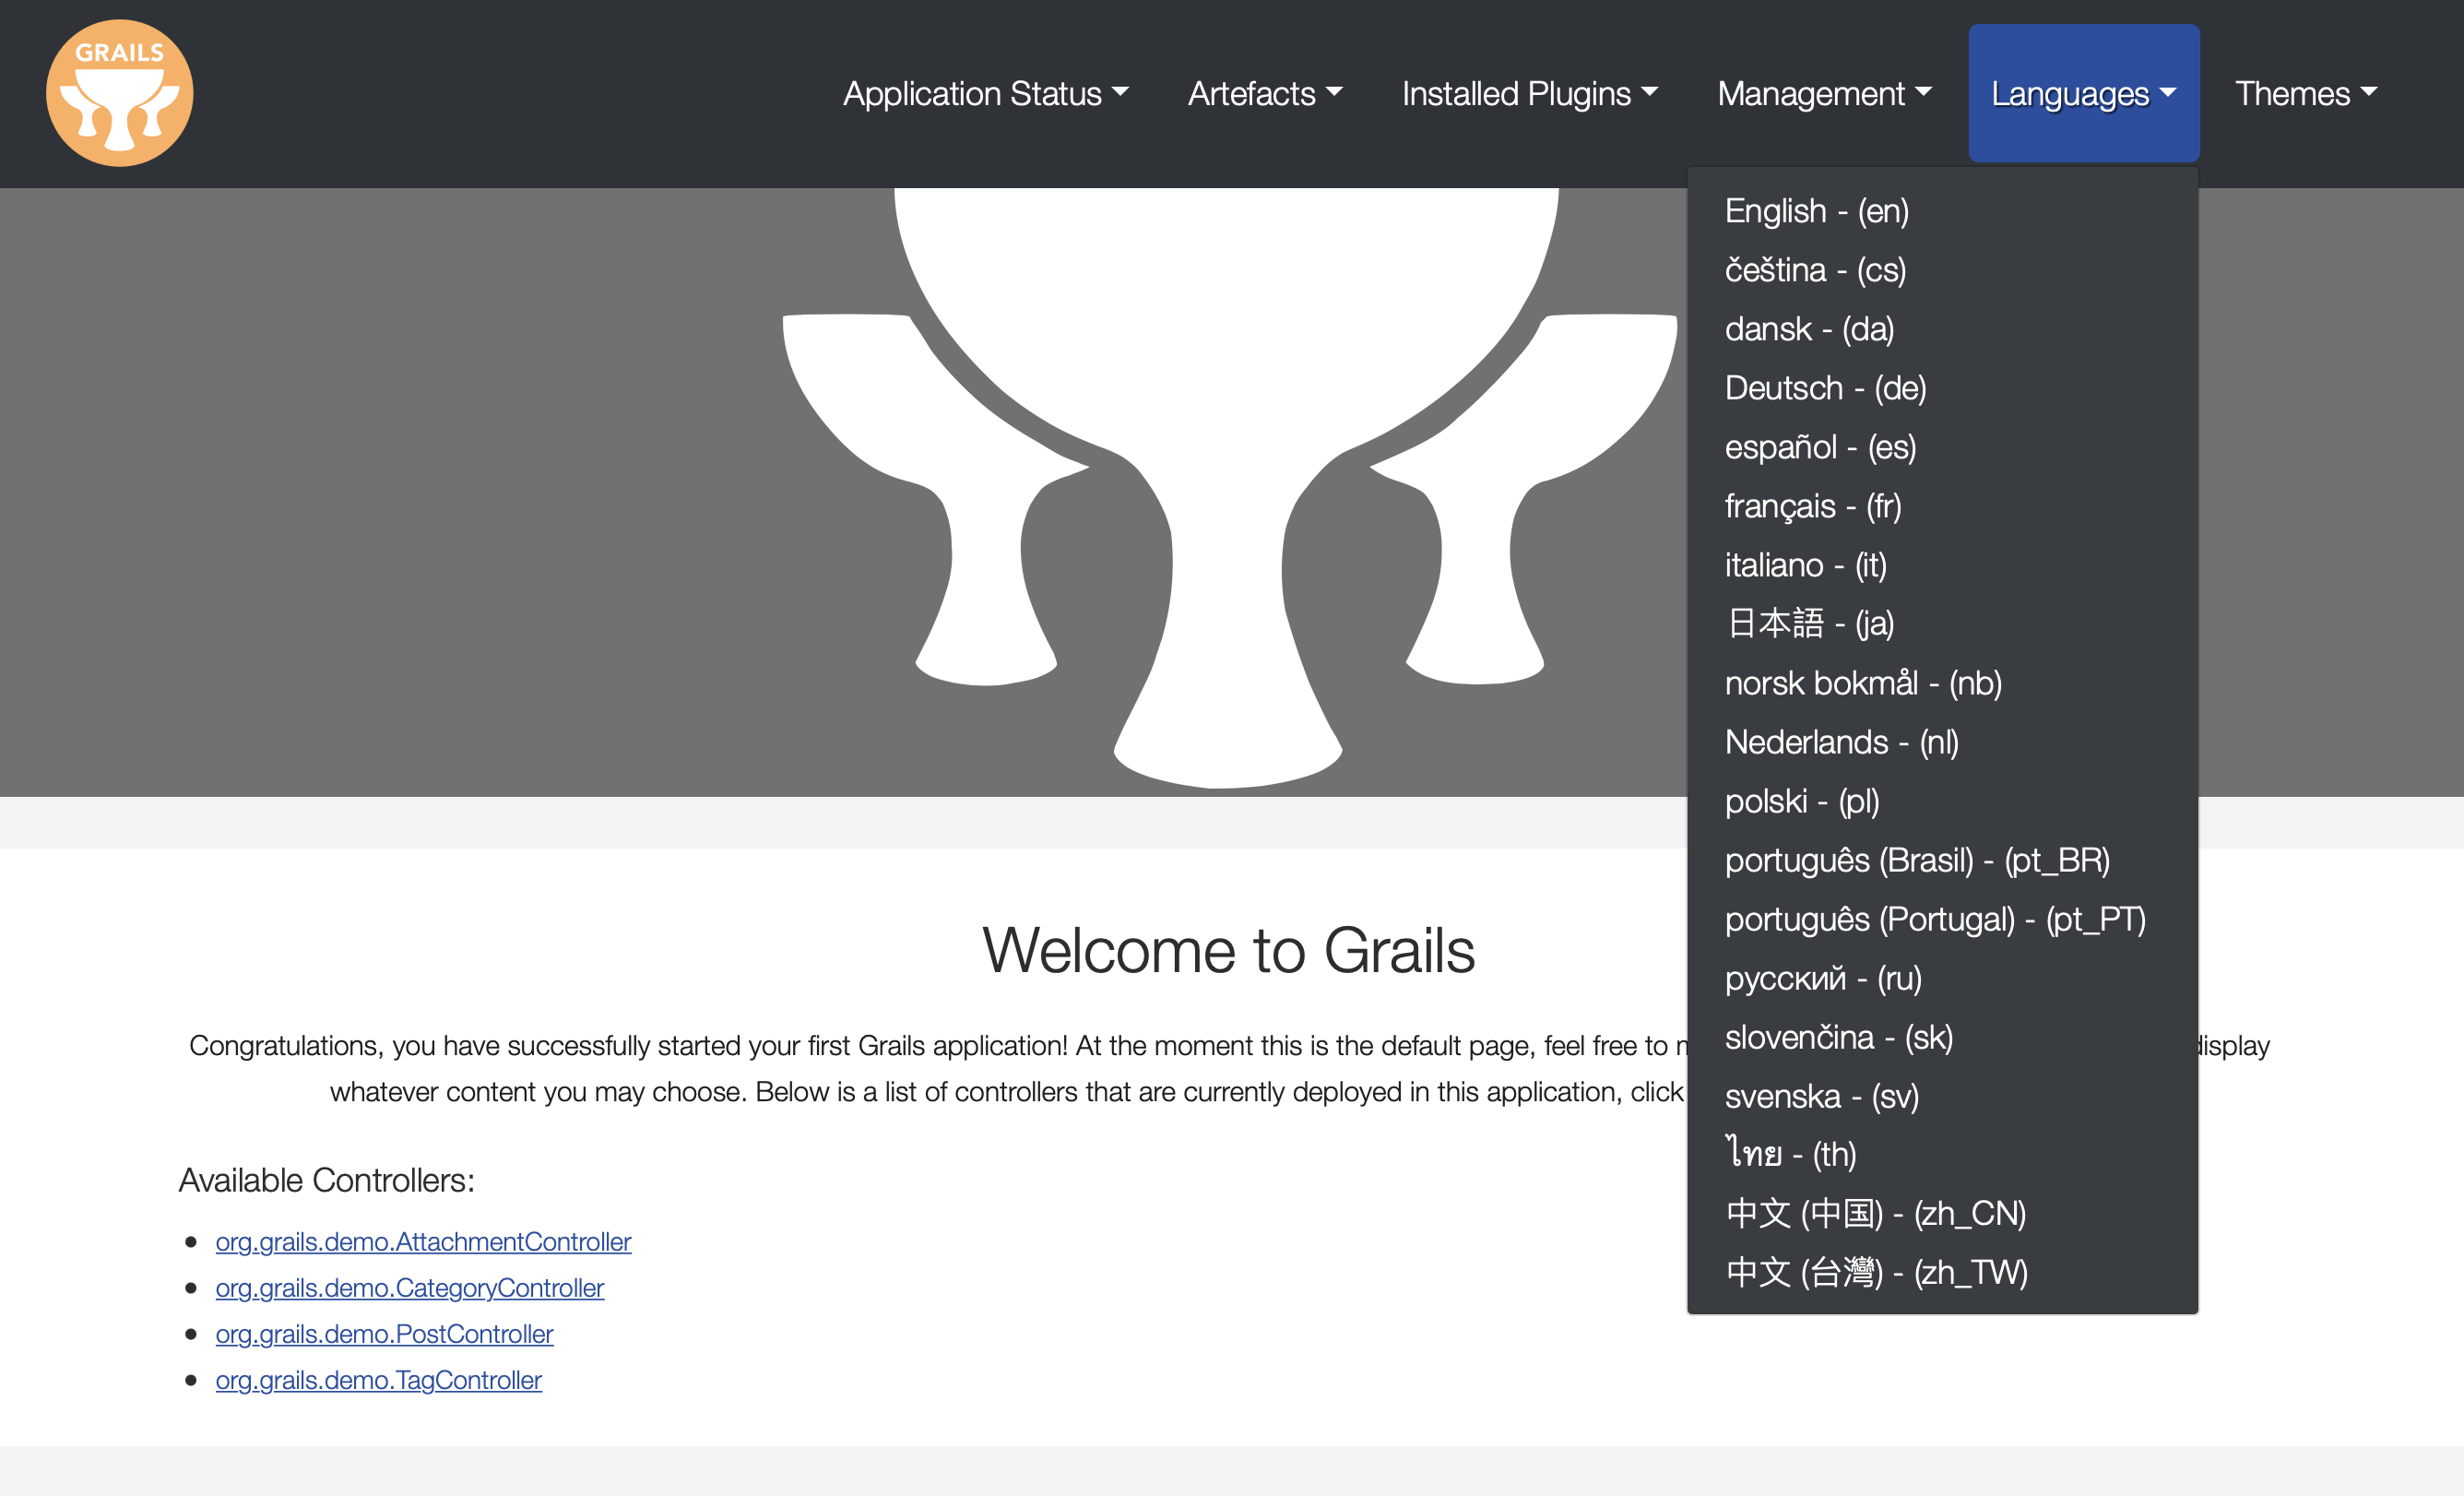 GRAILS
Application Status
Artefacts
Installed Plugins
Management
Languages
Themes
English - (en)
čeština - (cs)
dansk - (da)
Deutsch - (de)
español - (es)
français - (fr)
italiano - (it)
日本語 - (ja)
norsk bokmål - (nb)
Nederlands - (nl)
polski - (pl)
português (Brasil) - (pt_BR)
português (Portugal) - (pt_PT)
русский - (ru)
slovenčina - (sk)
svenska - (sv)
ไทย - (th)
中文 (中国) - (zh_CN)
中文 (台灣) - (zh_TW)
Welcome to Grails
Congratulations, you have successfully started your first Grails application! At the moment this is the default page, feel free to display
whatever content you may choose. Below is a list of controllers that are currently deployed in this application, click
Available Controllers:
org.grails.demo.AttachmentController
org.grails.demo.CategoryController
org.grails.demo.PostController
org.grails.demo.TagController